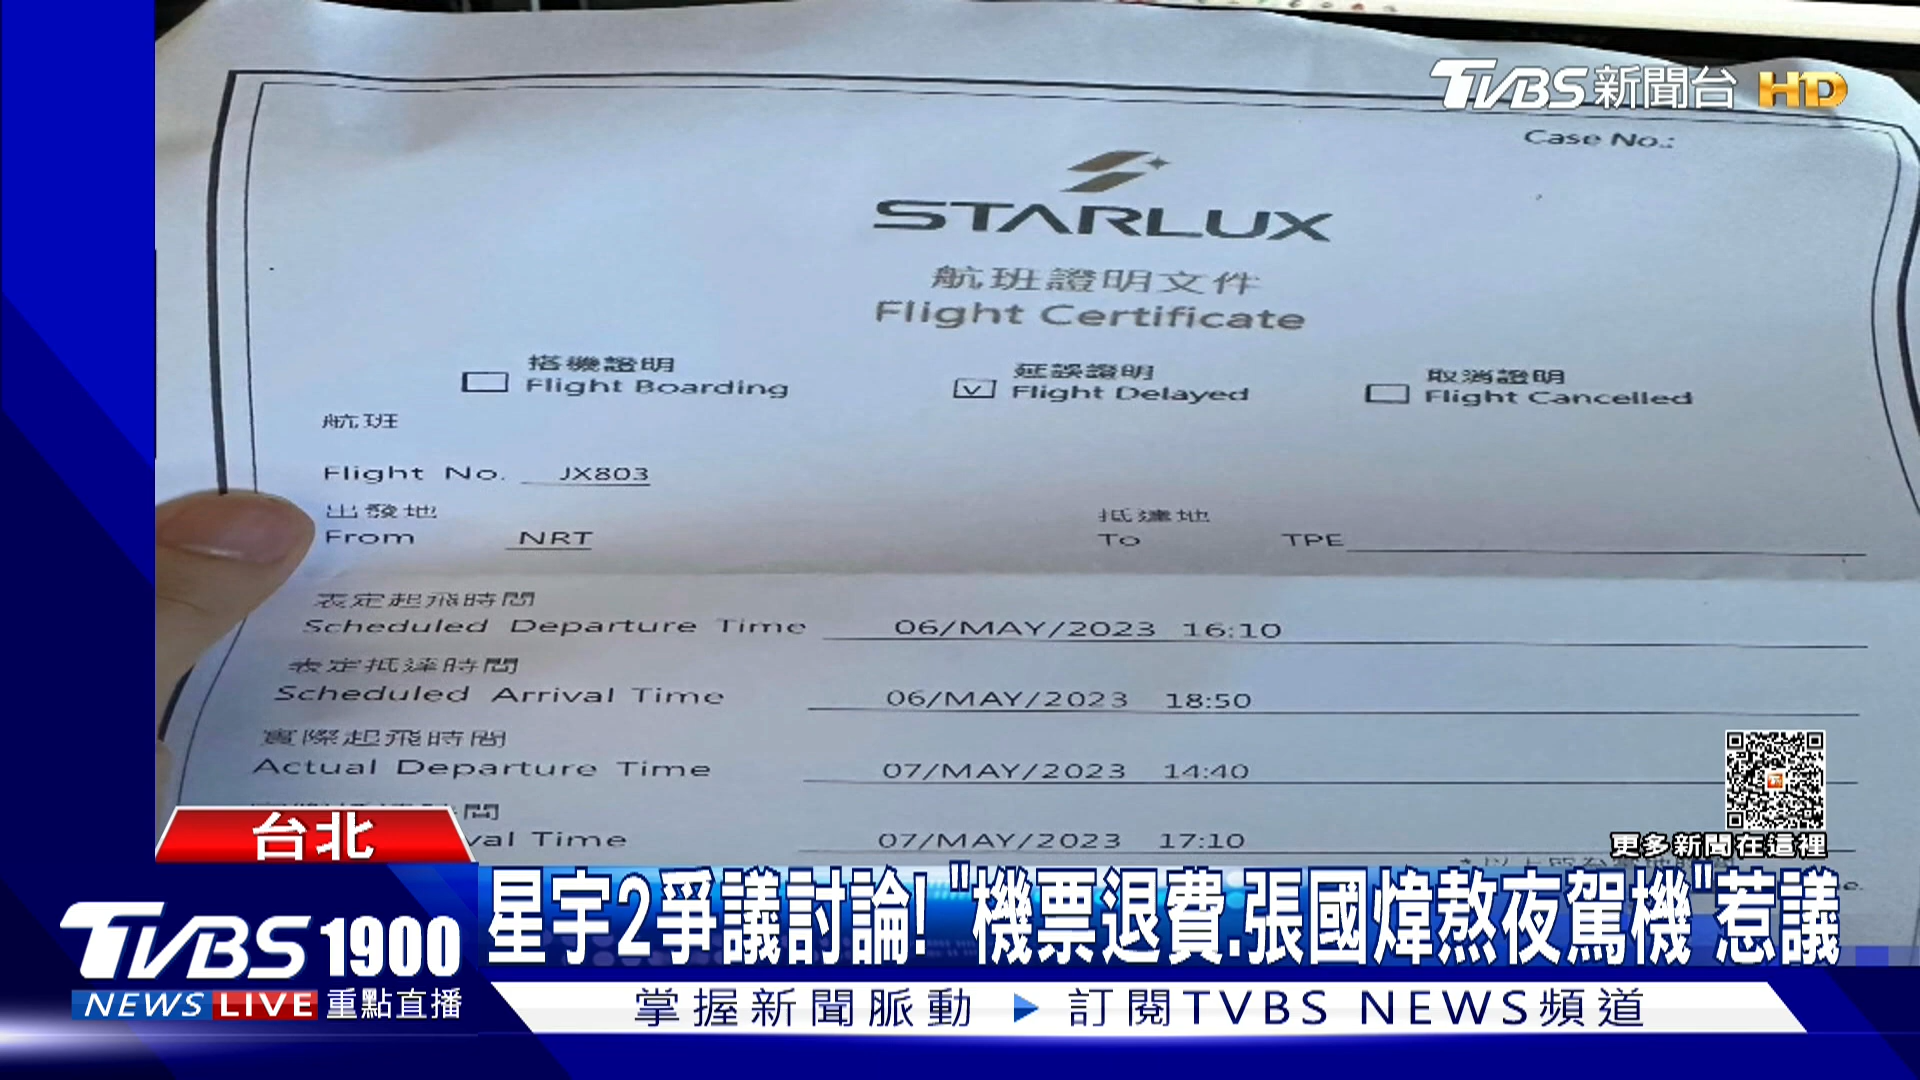 TVBS新聞台 HD
Case No.:
STARLUX
航班證明文件
Flight Certificate
搭機證明
Flight Boarding
延誤證明
v Flight Delayed
取消證明
Flight Cancelled
航班
Flight No. JX803
出發地
From NRT
抵達地
To TPE
表定起飛時間
Scheduled Departure Time 06/MAY/2023 16:10
表定抵達時間
Scheduled Arrival Time 06/MAY/2023 18:50
實際起飛時間
Actual Departure Time 07/MAY/2023 14:40
val Time 07/MAY/2023 17:10
更多新聞在這裡
台北
星宇2爭議討論! "機票退費.張國煒熬夜駕機"惹議
TVBS 1900
NEWS LIVE 重點直播
掌握新聞脈動 ▶ 訂閱TVBS NEWS頻道